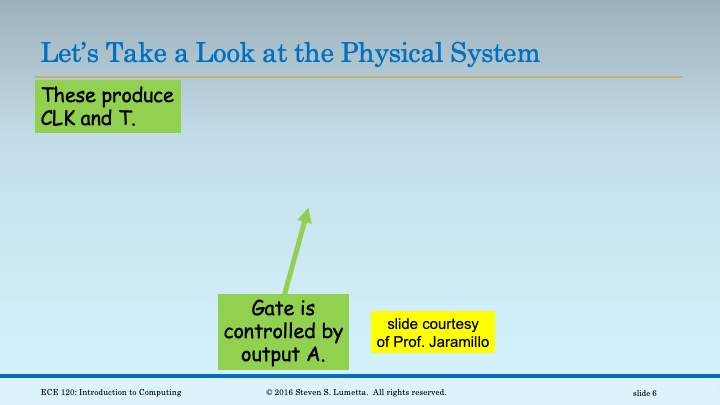 Let's Take a Look at the Physical System
These produce
CLK and T.
Gate is
controlled by
output A.
slide courtesy
of Prof. Jaramillo
ECE 120: Introduction to Computing
© 2016 Steven S. Lumetta.  All rights reserved.
slide 6